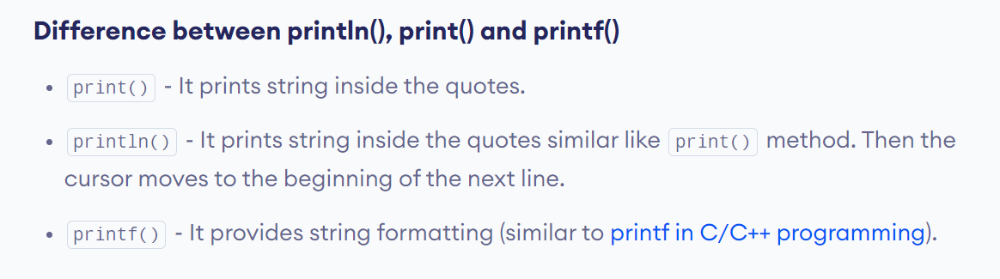 Difference between println(), print() and printf()
• print() - It prints string inside the quotes.
• println() - It prints string inside the quotes similar like print() method. Then the
cursor moves to the beginning of the next line.
• printf() - It provides string formatting (similar to printf in C/C++ programming).